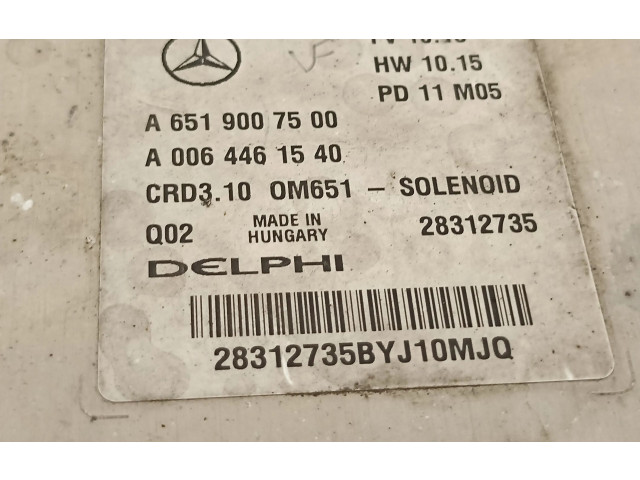 HW 10.15
PD 11 M05
A 651 900 75 00
A 006 446 15 40
CRD3.10 OM651 - SOLENOID
Q02 MADE IN HUNGARY 28312735
DELPHI
28312735BYJ10MJQ